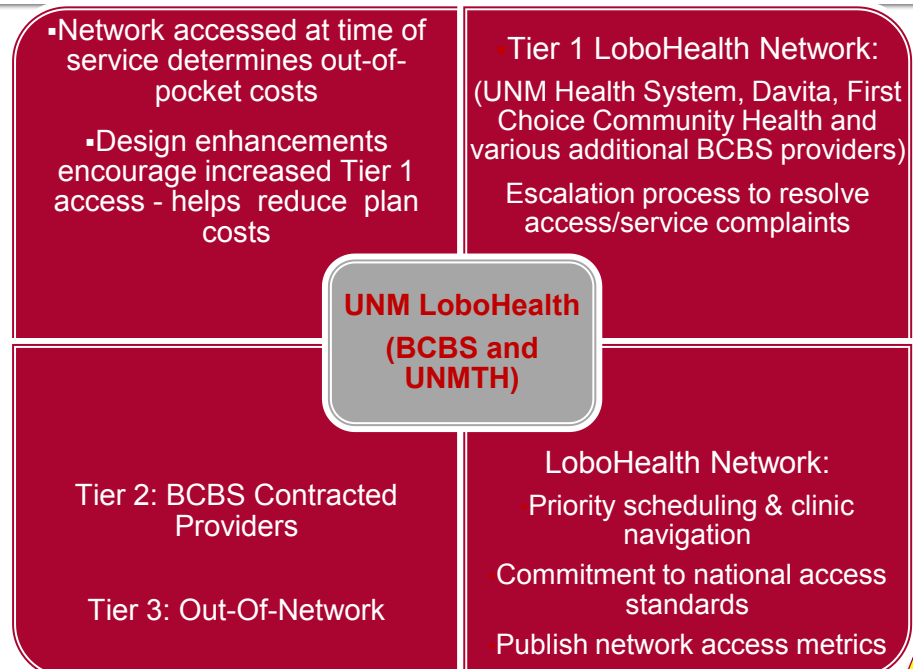 ▪Network accessed at time of
service determines out-of-
pocket costs
▪Design enhancements
encourage increased Tier 1
access - helps reduce plan
costs
▪Tier 1 LoboHealth Network:
(UNM Health System, Davita, First
Choice Community Health and
various additional BCBS providers)
Escalation process to resolve
access/service complaints
UNM LoboHealth
(BCBS and
UNMTH)
Tier 2: BCBS Contracted
Providers
Tier 3: Out-Of-Network
LoboHealth Network:
▪Priority scheduling & clinic
navigation
▪Commitment to national access
standards
▪Publish network access metrics